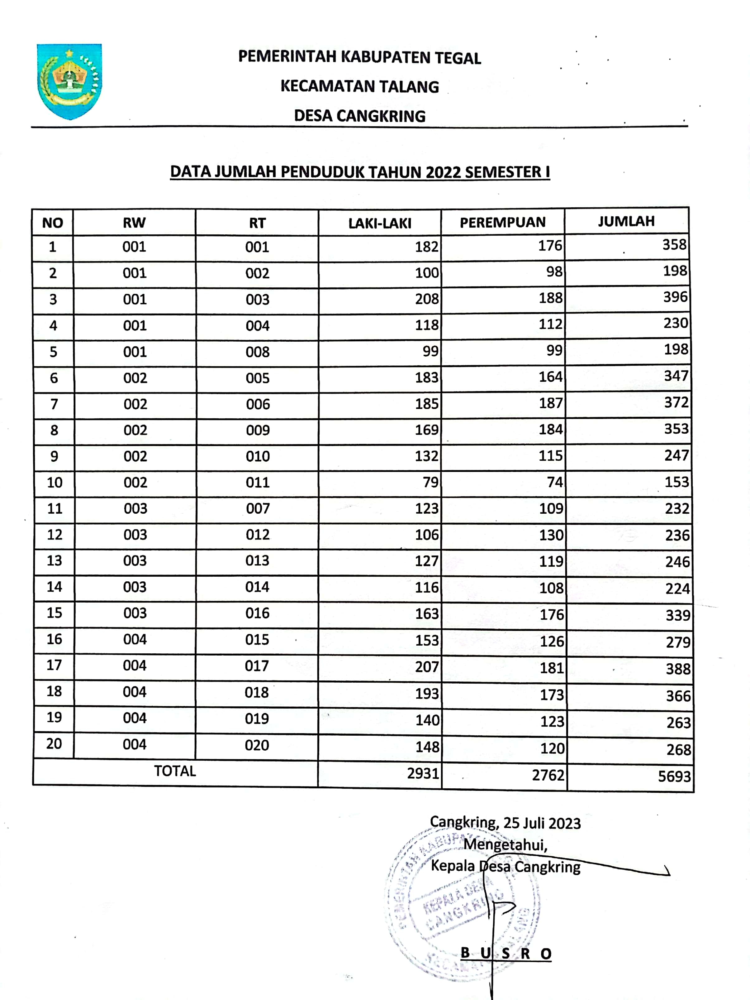 PEMERINTAH KABUPATEN TEGAL
KECAMATAN TALANG
DESA CANGKRING
DATA JUMLAH PENDUDUK TAHUN 2022 SEMESTER I
NO RW RT LAKI-LAKI PEREMPUAN JUMLAH
1 001 001 182 176 358
2 001 002 100 98 198
3 001 003 208 188 396
4 001 004 118 112 230
5 001 008 99 99 198
6 002 005 183 164 347
7 002 006 185 187 372
8 002 009 169 184 353
9 002 010 132 115 247
10 002 011 79 74 153
11 003 007 123 109 232
12 003 012 106 130 236
13 003 013 127 119 246
14 003 014 116 108 224
15 003 016 163 176 339
16 004 015 153 126 279
17 004 017 207 181 388
18 004 018 193 173 366
19 004 019 140 123 263
20 004 020 148 120 268
TOTAL 2931 2762 5693
Cangkring, 25 Juli 2023
Mengetahui,
Kepala Desa Cangkring
KEPALA DESA
CANGKRING
B U S R O